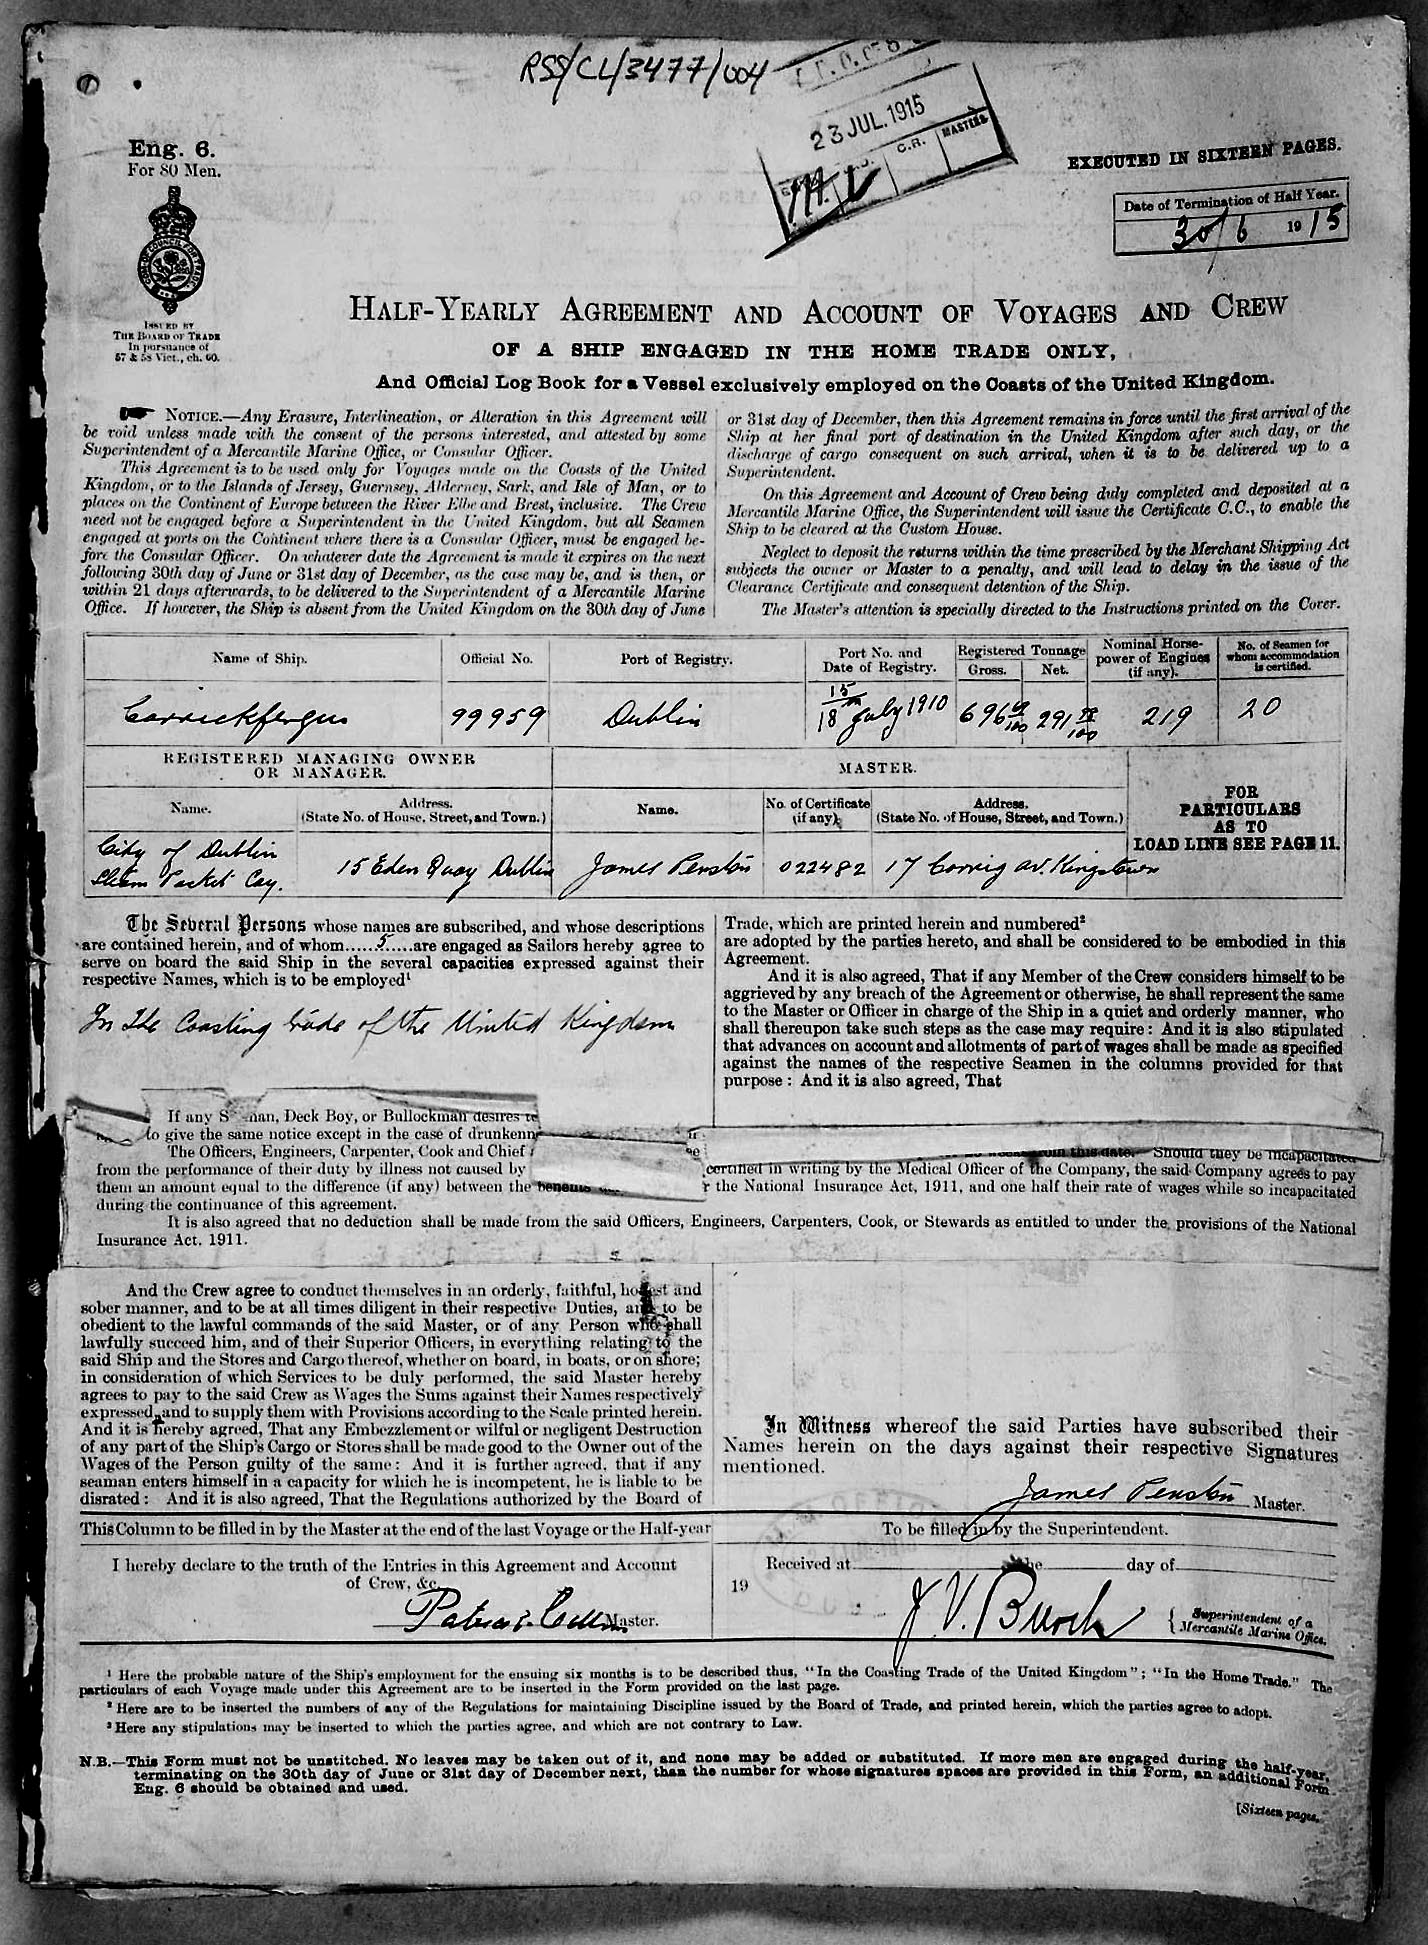 RSS/CL/3477/004
23 JUL. 1915
C.R.
MASTERS.
Eng. 6.
For 80 Men.
EXECUTED IN SIXTEEN PAGES.
Date of Termination of Half Year.
30/6 1915
ISSUED BY
THE BOARD OF TRADE
In pursuance of
57 & 58 Vict., ch. 60.
HALF-YEARLY AGREEMENT AND ACCOUNT OF VOYAGES AND CREW
OF A SHIP ENGAGED IN THE HOME TRADE ONLY,
And Official Log Book for a Vessel exclusively employed on the Coasts of the United Kingdom.
NOTICE.—Any Erasure, Interlineation, or Alteration in this Agreement will
be void unless made with the consent of the persons interested, and attested by some
Superintendent of a Mercantile Marine Office, or Consular Officer.
This Agreement is to be used only for Voyages made on the Coasts of the United
Kingdom, or to the Islands of Jersey, Guernsey, Alderney, Sark, and Isle of Man, or to
places on the Continent of Europe between the River Elbe and Brest, inclusive. The Crew
need not be engaged before a Superintendent in the United Kingdom, but all Seamen
engaged at ports on the Continent where there is a Consular Officer, must be engaged be-
fore the Consular Officer. On whatever date the Agreement is made it expires on the next
following 30th day of June or 31st day of December, as the case may be, and is then, or
within 21 days afterwards, to be delivered to the Superintendent of a Mercantile Marine
Office. If however, the Ship is absent from the United Kingdom on the 30th day of June
or 31st day of December, then this Agreement remains in force until the first arrival of the
Ship at her final port of destination in the United Kingdom after such day, or the
discharge of cargo consequent on such arrival, when it is to be delivered up to a
Superintendent.
On this Agreement and Account of Crew being duly completed and deposited at a
Mercantile Marine Office, the Superintendent will issue the Certificate C.C., to enable the
Ship to be cleared at the Custom House.
Neglect to deposit the returns within the time prescribed by the Merchant Shipping Act
subjects the owner or Master to a penalty, and will lead to delay in the issue of the
Clearance Certificate and consequent detention of the Ship.
The Master's attention is specially directed to the Instructions printed on the Cover.
Name of Ship. Official No. Port of Registry. Port No. and Date of Registry. Registered Tonnage Gross. Net. Nominal Horse-power of Engines (if any). No. of Seamen for whom accommodation is certified.
Carrickfergus 99959 Dublin 15/18th July 1910 696 291 219 20
REGISTERED MANAGING OWNER OR MANAGER. MASTER.
Name. Address. (State No. of House, Street, and Town.) Name. No. of Certificate (if any). Address. (State No. of House, Street, and Town.)
FOR
PARTICULARS
AS TO
LOAD LINE SEE PAGE 11.
City of Dublin
Steam Packet Coy. 15 Eden Quay Dublin James Penston 022482 17 Corrig Av. Kingstown
The Several Persons whose names are subscribed, and whose descriptions
are contained herein, and of whom......5.....are engaged as Sailors hereby agree to
serve on board the said Ship in the several capacities expressed against their
respective Names, which is to be employed¹
In the Coasting trade of the United Kingdom
Trade, which are printed herein and numbered²
are adopted by the parties hereto, and shall be considered to be embodied in this
Agreement.
And it is also agreed, That if any Member of the Crew considers himself to be
aggrieved by any breach of the Agreement or otherwise, he shall represent the same
to the Master or Officer in charge of the Ship in a quiet and orderly manner, who
shall thereupon take such steps as the case may require: And it is also stipulated
that advances on account and allotments of part of wages shall be made as specified
against the names of the respective Seamen in the columns provided for that
purpose: And it is also agreed, That
If any Deck Boy, or Bullockman desires
to give the same notice except in the case of
The Officers, Engineers, Carpenter, Cook and Chief from this date. Should they be incapacitated
from the performance of their duty by illness not caused by certified in writing by the Medical Officer of the Company, the said Company agrees to pay
them an amount equal to the difference (if any) between the benefits the National Insurance Act, 1911, and one half their rate of wages while so incapacitated
during the continuance of this agreement.
It is also agreed that no deduction shall be made from the said Officers, Engineers, Carpenters, Cook, or Stewards as entitled to under the provisions of the National
Insurance Act. 1911.
And the Crew agree to conduct themselves in an orderly, faithful, honest and
sober manner, and to be at all times diligent in their respective Duties, and to be
obedient to the lawful commands of the said Master, or of any Person who shall
lawfully succeed him, and of their Superior Officers, in everything relating to the
said Ship and the Stores and Cargo thereof, whether on board, in boats, or on shore;
in consideration of which Services to be duly performed, the said Master hereby
agrees to pay to the said Crew as Wages the Sums against their Names respectively
expressed, and to supply them with Provisions according to the Scale printed herein.
And it is hereby agreed, That any Embezzlement or wilful or negligent Destruction
of any part of the Ship's Cargo or Stores shall be made good to the Owner out of the
Wages of the Person guilty of the same: And it is further agreed, that if any
seaman enters himself in a capacity for which he is incompetent, he is liable to be
disrated: And it is also agreed, That the Regulations authorized by the Board of
In Witness whereof the said Parties have subscribed their
Names herein on the days against their respective Signatures
mentioned.
James Penston Master.
This Column to be filled in by the Master at the end of the last Voyage or the Half-year
I hereby declare to the truth of the Entries in this Agreement and Account
of Crew, &c.
Master.
To be filled in by the Superintendent.
Received at the day of
19
Superintendent of a
Mercantile Marine Office.
¹ Here the probable nature of the Ship's employment for the ensuing six months is to be described thus, "In the Coasting Trade of the United Kingdom"; "In the Home Trade." The
particulars of each Voyage made under this Agreement are to be inserted in the Form provided on the last page.
² Here are to be inserted the numbers of any of the Regulations for maintaining Discipline issued by the Board of Trade, and printed herein, which the parties agree to adopt.
³ Here any stipulations may be inserted to which the parties agree, and which are not contrary to Law.
N.B.—This Form must not be unstitched. No leaves may be taken out of it, and none may be added or substituted. If more men are engaged during the half-year,
terminating on the 30th day of June or 31st day of December next, than the number for whose signatures spaces are provided in this Form, an additional Form
Eng. 6 should be obtained and used.
[Sixteen pages.